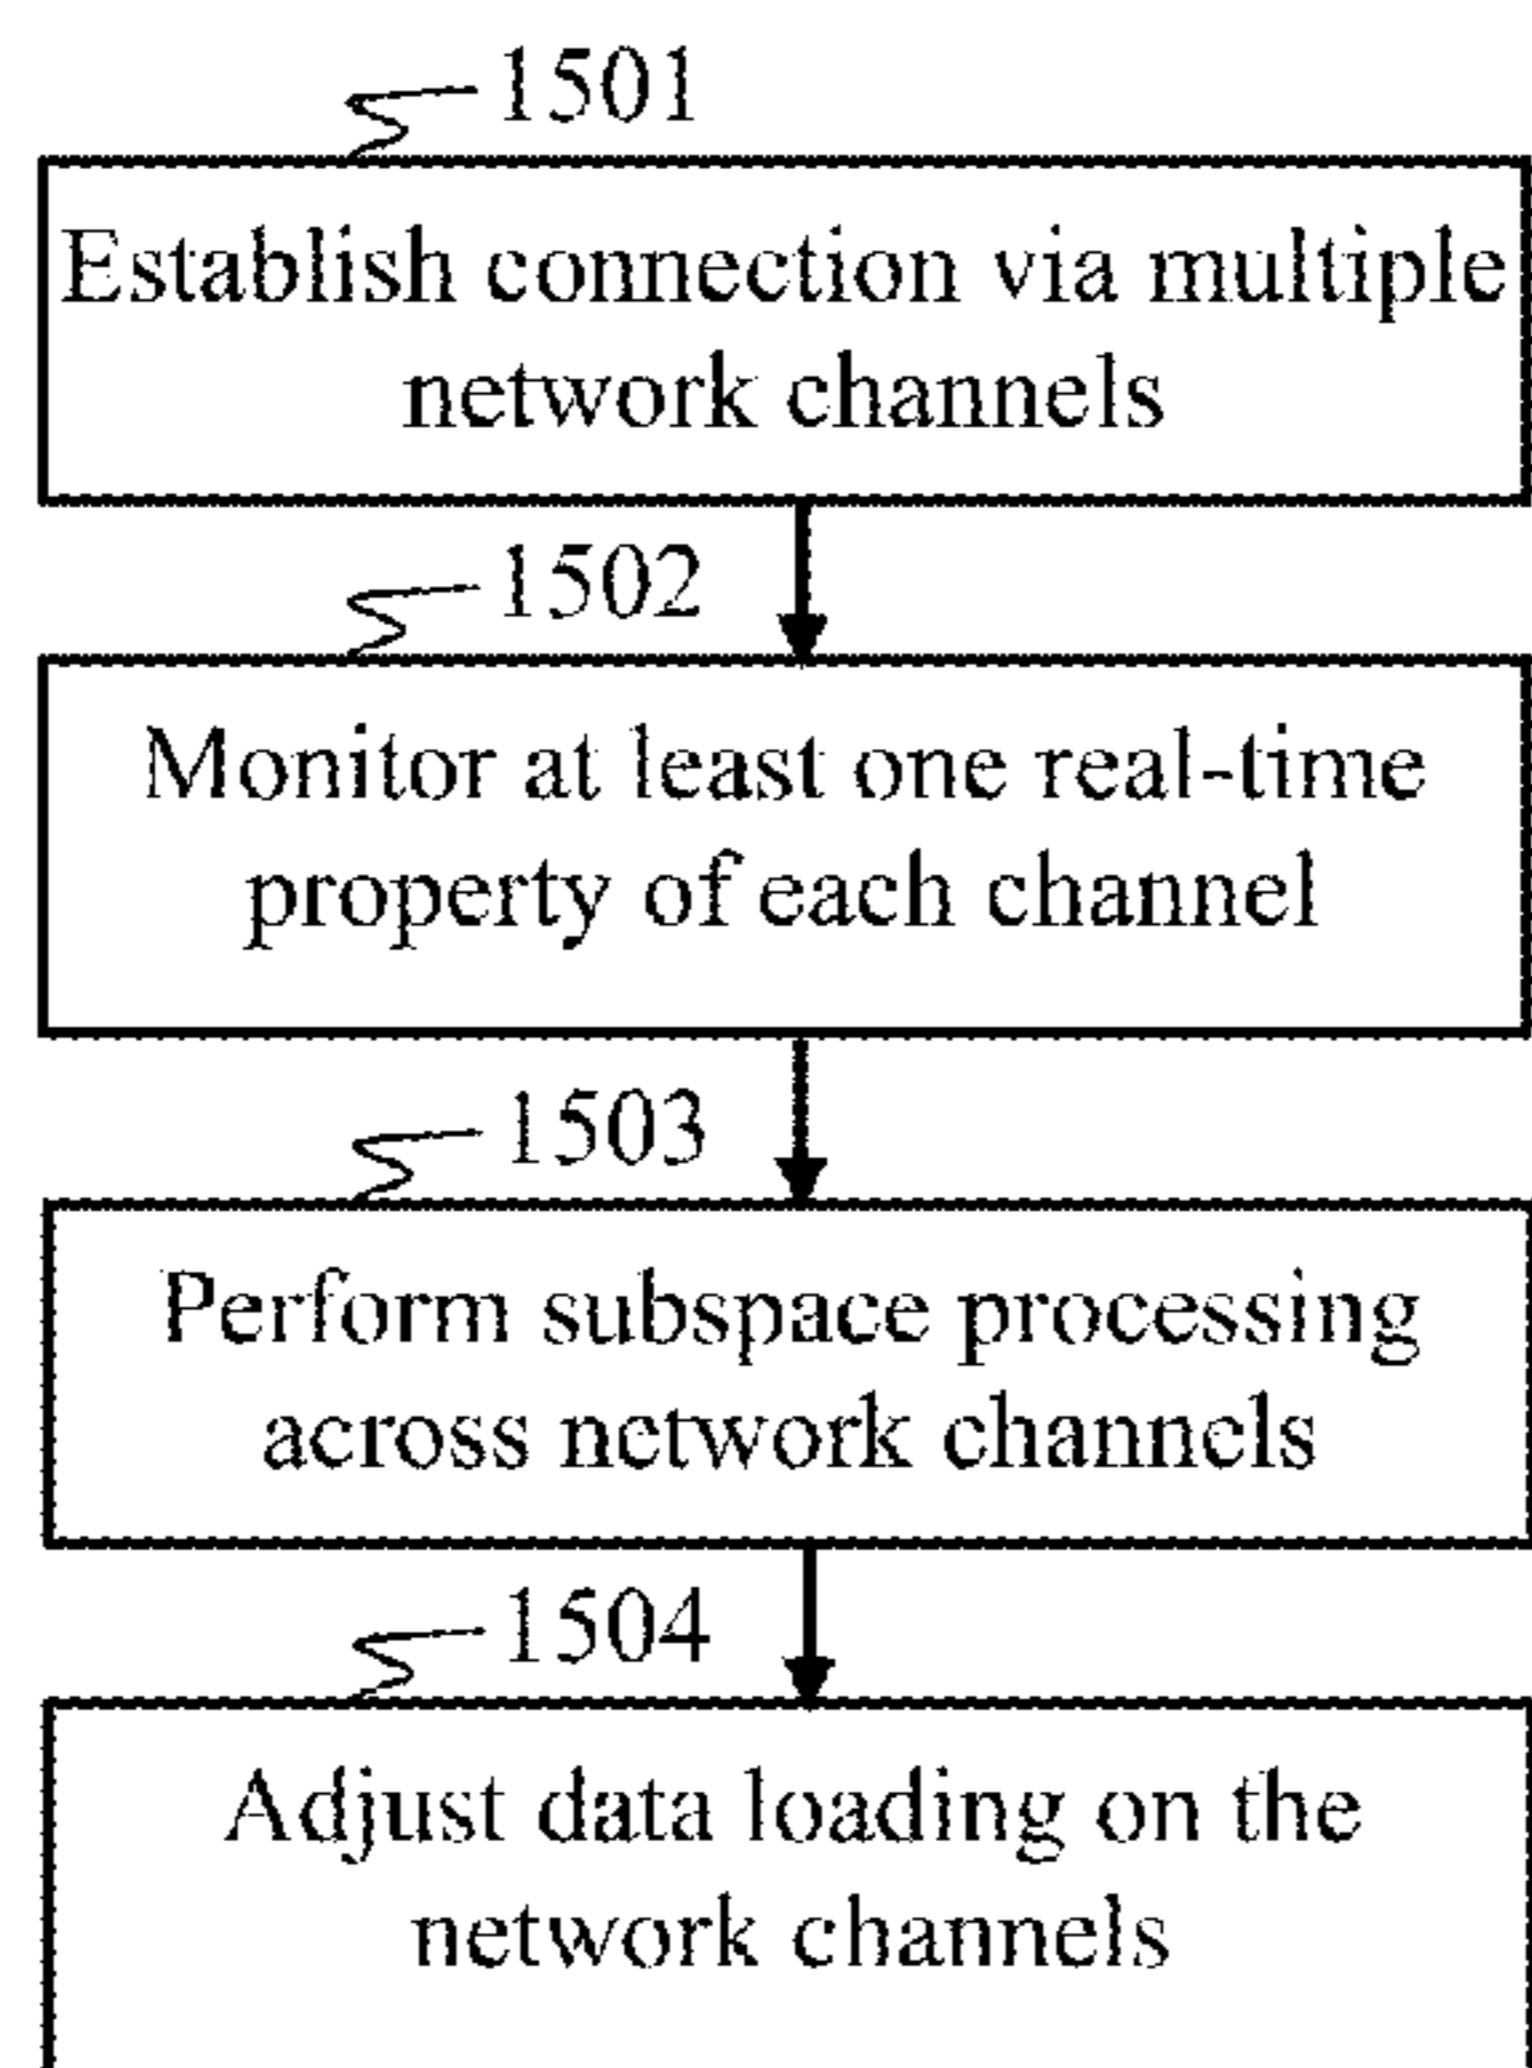 1501
Establish connection via multiple
network channels
1502
Monitor at least one real-time
property of each channel
1503
Perform subspace processing
across network channels
1504
Adjust data loading on the
network channels